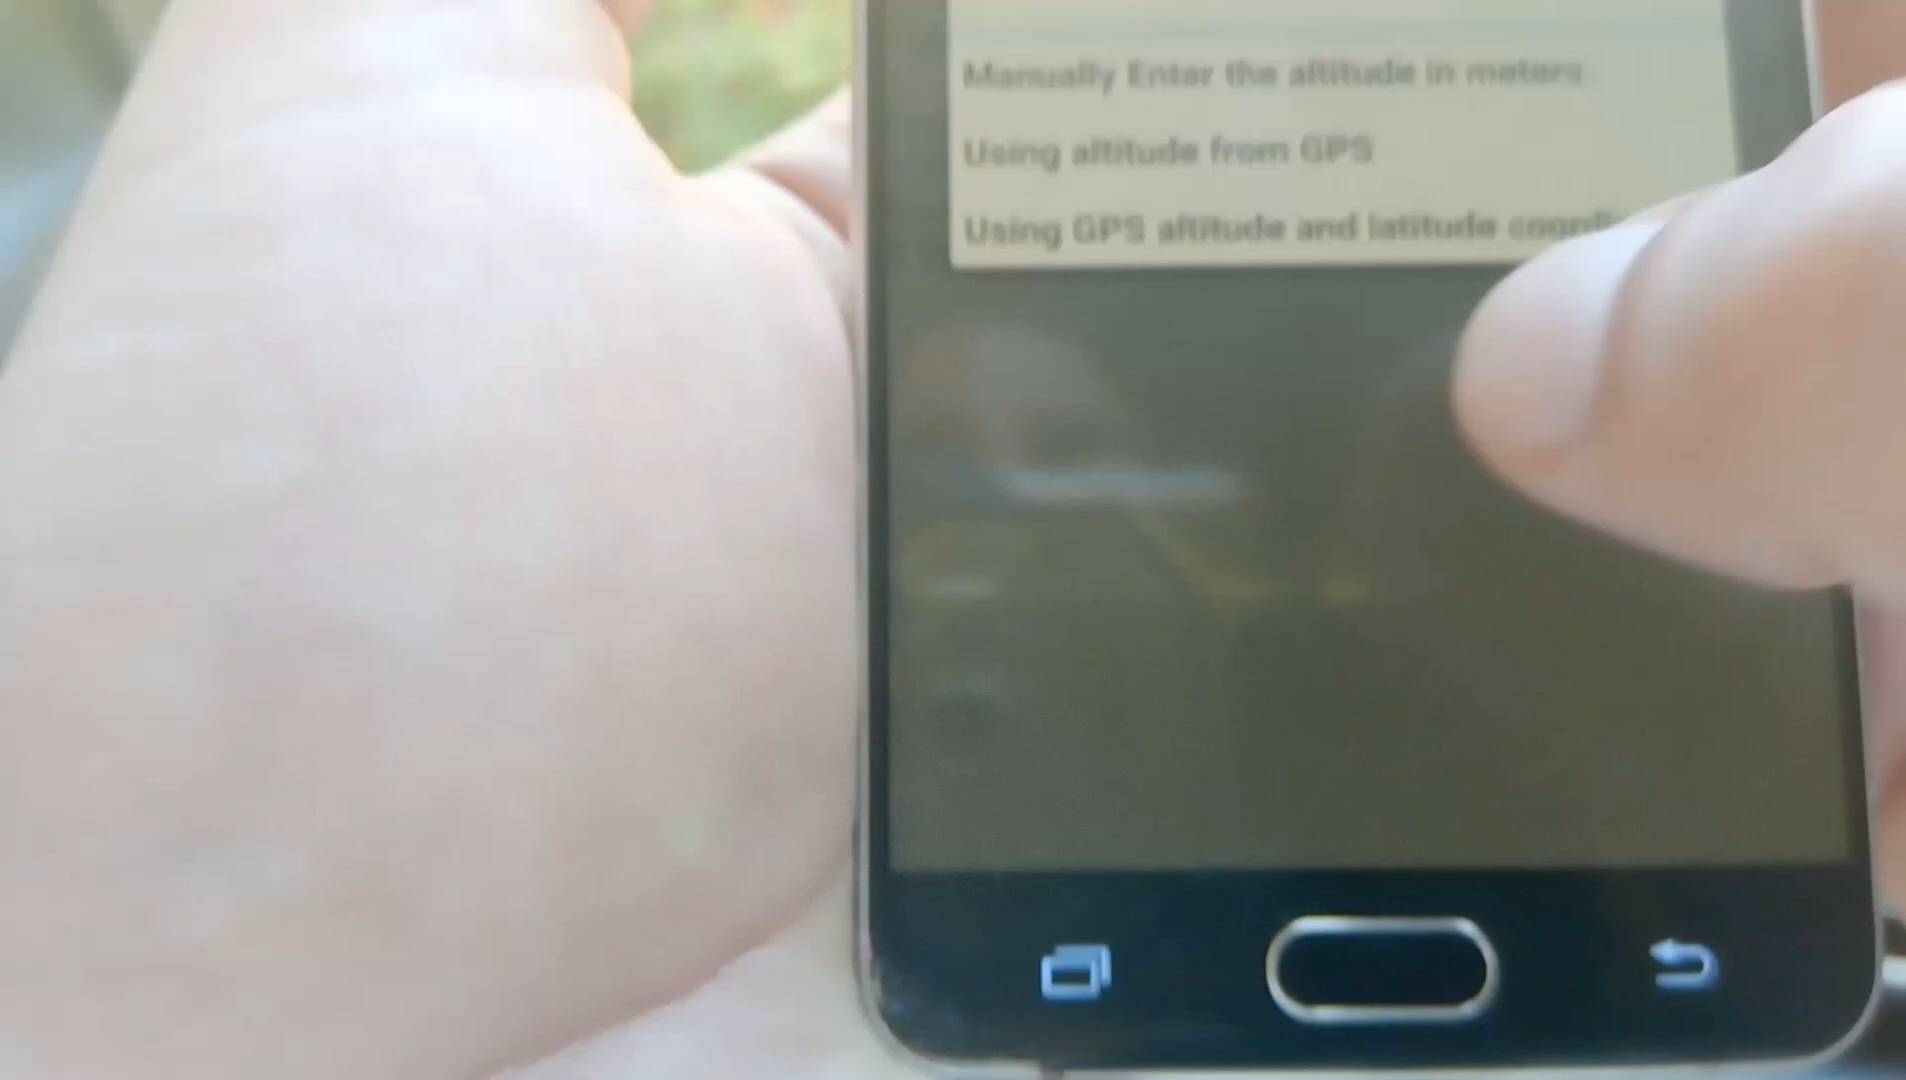 Manually Enter the altitude in meters
Using altitude from GPS
Using GPS altitude and latitude